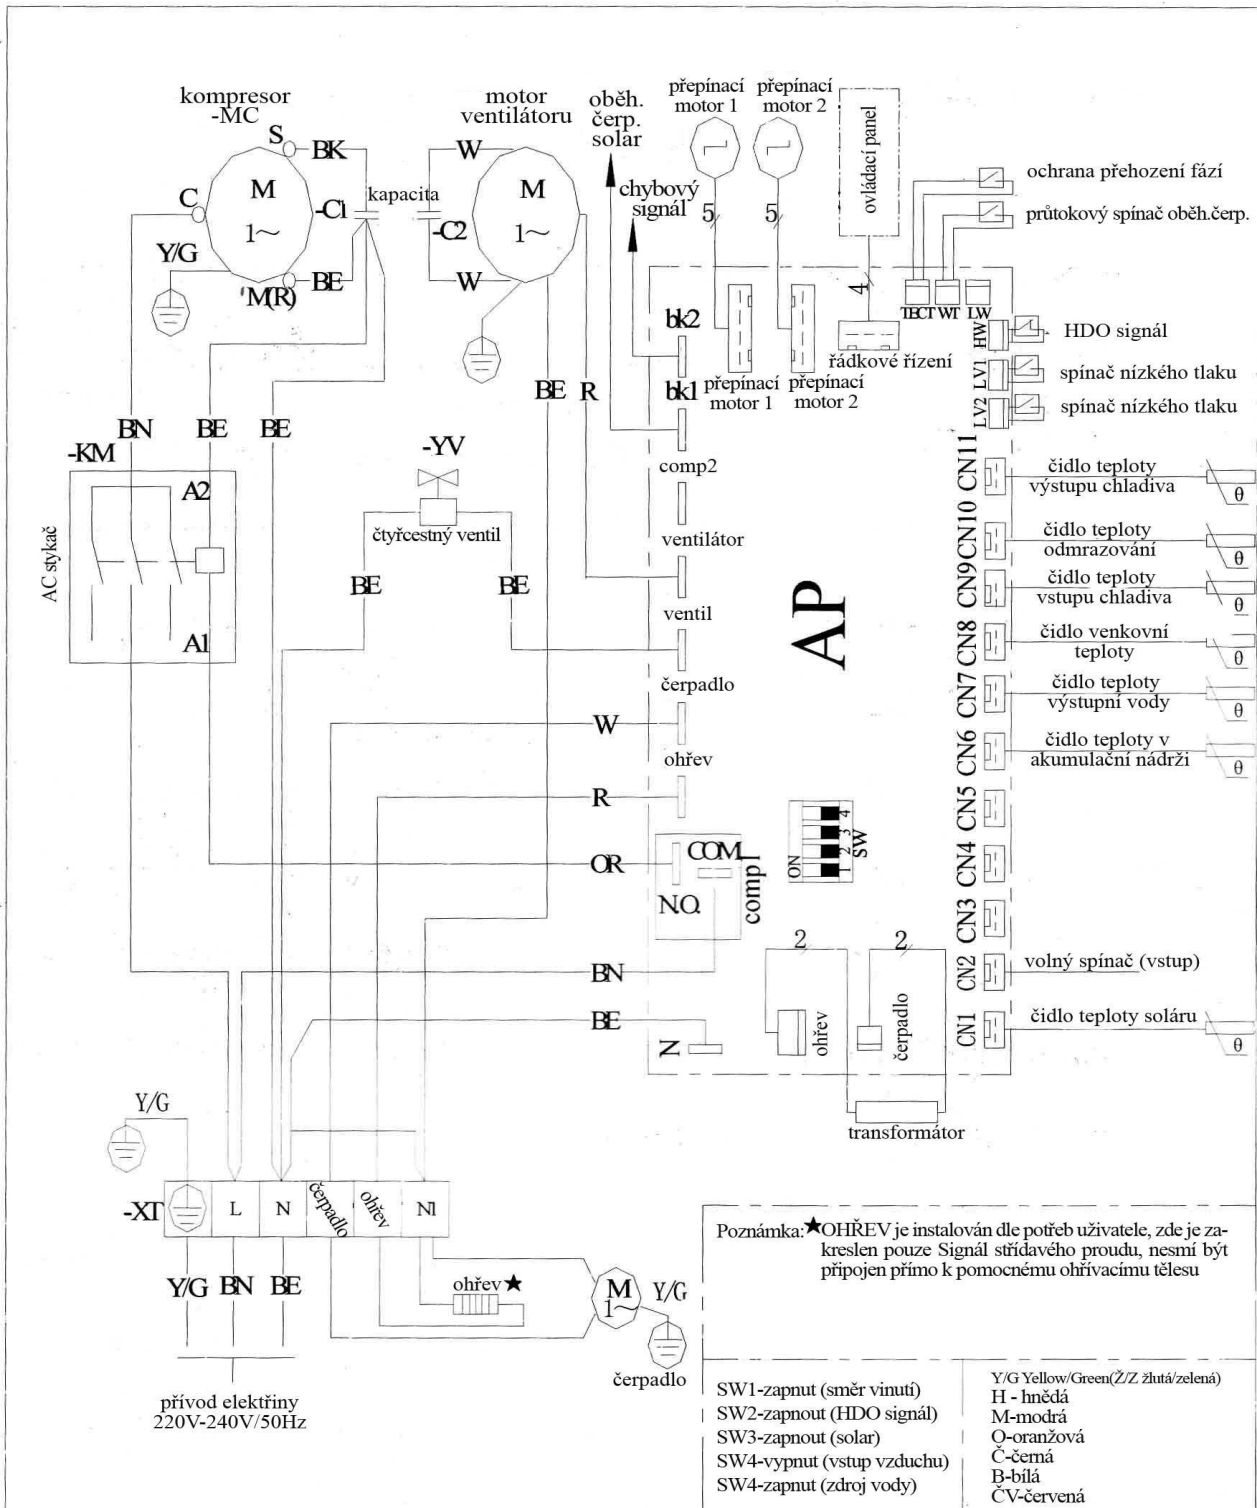 kompresor
-MC
motor
ventilátoru
oběh.
čerp.
solar
přepínací
motor 1
přepínací
motor 2
ovládací panel
ochrana přehození fází
průtokový spínač oběh.čerp.
S
BK
C
M
1~
kapacita
-C1
Y/G
M(R)
BE
W
-C2
W
M
1~
chybový
signál
5
5
4
TECT
WT
LW
HW
HDO signál
LV1
spínač nízkého tlaku
LV2
spínač nízkého tlaku
bk2
bk1
přepínací
motor 1
přepínací
motor 2
řádkové řízení
BN
BE
BE
BE
R
-KM
A2
A1
AC stykač
-YV
čtyřcestný ventil
BE
BE
comp2
ventilátor
ventil
čerpadlo
ohřev
AP
CN11
čidlo teploty
výstupu chladiva
θ
CN10
čidlo teploty
odmrazování
θ
CN9
čidlo teploty
vstupu chladiva
θ
CN8
čidlo venkovní
teploty
θ
CN7
čidlo teploty
výstupní vody
θ
CN6
čidlo teploty v
akumulační nádrži
θ
CN5
CN4
CN3
CN2
volný spínač (vstup)
CN1
čidlo teploty soláru
θ
W
R
OR
COM
N.O.
comp1
ON
1 2 3 4
SW
BN
BE
N
2
2
ohřev
čerpadlo
transformátor
Y/G
-XT
L
N
čerpadlo
ohřev
N1
Y/G
BN
BE
ohřev★
M
1~
Y/G
čerpadlo
přívod elektřiny
220V-240V/50Hz
Poznámka:★OHŘEV je instalován dle potřeb uživatele, zde je za-
kreslen pouze Signál střídavého proudu, nesmí být
připojen přímo k pomocnému ohřívacímu tělesu
SW1-zapnut (směr vinutí)
SW2-zapnout (HDO signál)
SW3-zapnout (solar)
SW4-vypnut (vstup vzduchu)
SW4-zapnut (zdroj vody)
Y/G Yellow/Green(Ž/Z žlutá/zelená)
H - hnědá
M-modrá
O-oranžová
Č-černá
B-bílá
ČV-červená